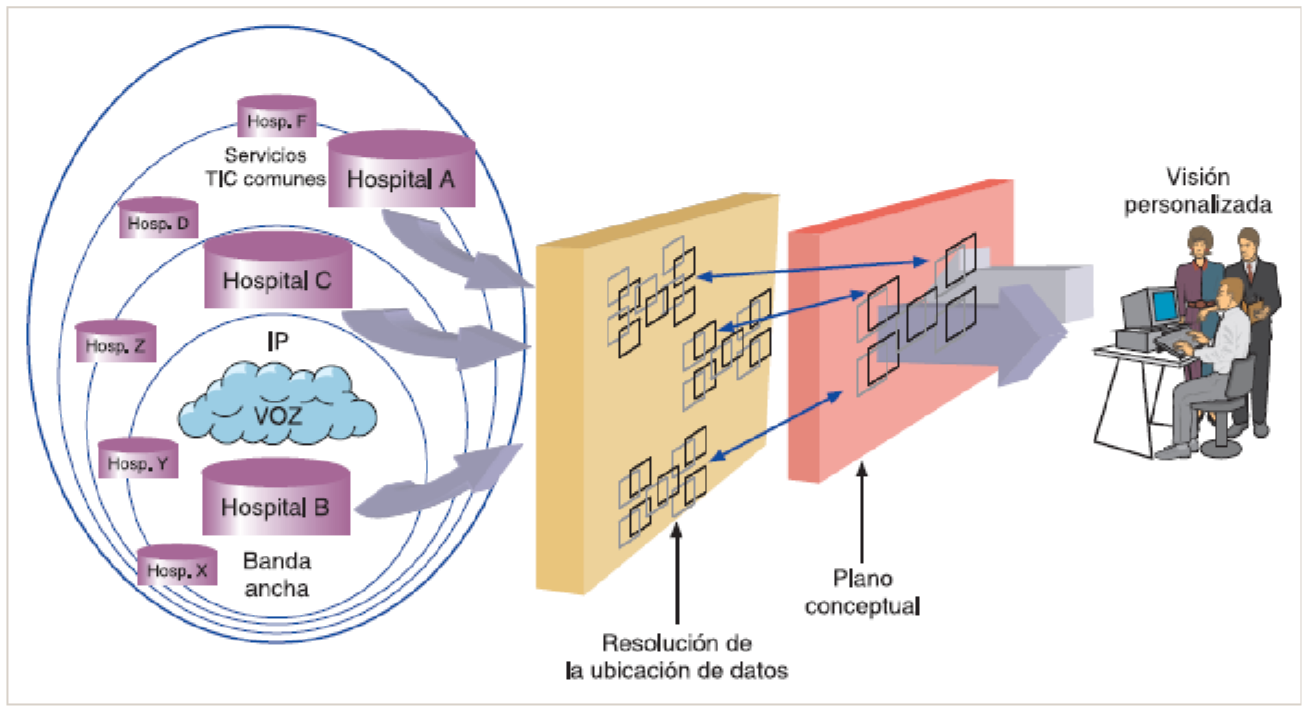 Hosp. F
Servicios
TIC comunes
Hospital A
Hosp. D
Hospital C
Hosp. Z
IP
VOZ
Hosp. Y
Hospital B
Hosp. X
Banda
ancha
Resolución de
la ubicación de datos
Plano
conceptual
Visión
personalizada